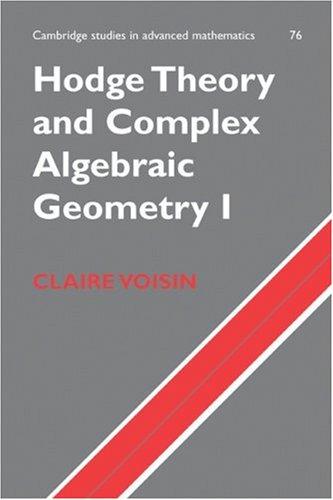 Cambridge studies in advanced mathematics 76
Hodge Theory
and Complex
Algebraic
Geometry I
CLAIRE VOISIN